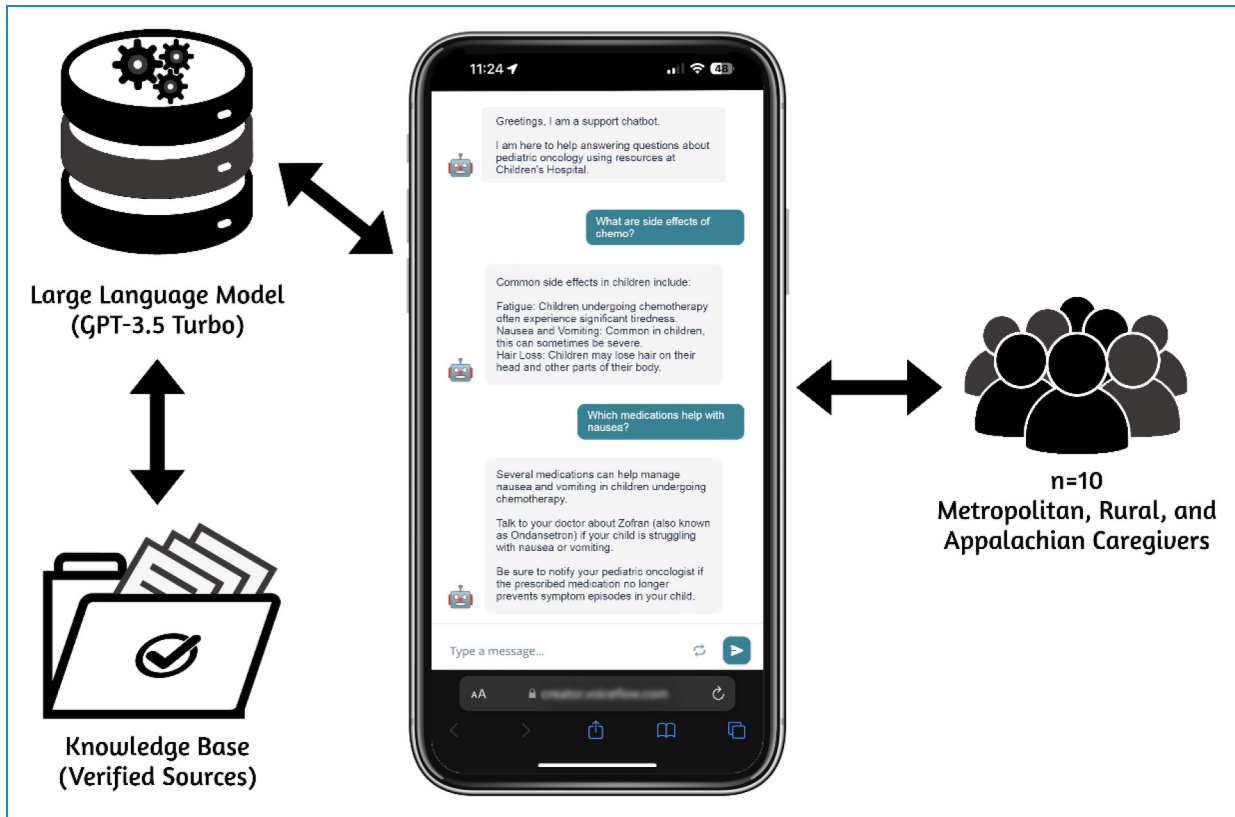 11:24
48
Greetings, I am a support chatbot.
I am here to help answering questions about
pediatric oncology using resources at
Children's Hospital.
What are side effects of
chemo?
Common side effects in children include:
Fatigue: Children undergoing chemotherapy
often experience significant tiredness.
Nausea and Vomiting: Common in children,
this can sometimes be severe.
Hair Loss: Children may lose hair on their
head and other parts of their body.
Which medications help with
nausea?
Several medications can help manage
nausea and vomiting in children undergoing
chemotherapy.
Talk to your doctor about Zofran (also known
as Ondansetron) if your child is struggling
with nausea or vomiting.
Be sure to notify your pediatric oncologist if
the prescribed medication no longer
prevents symptom episodes in your child.
Type a message...
AA
Large Language Model
(GPT-3.5 Turbo)
Knowledge Base
(Verified Sources)
n=10
Metropolitan, Rural, and
Appalachian Caregivers